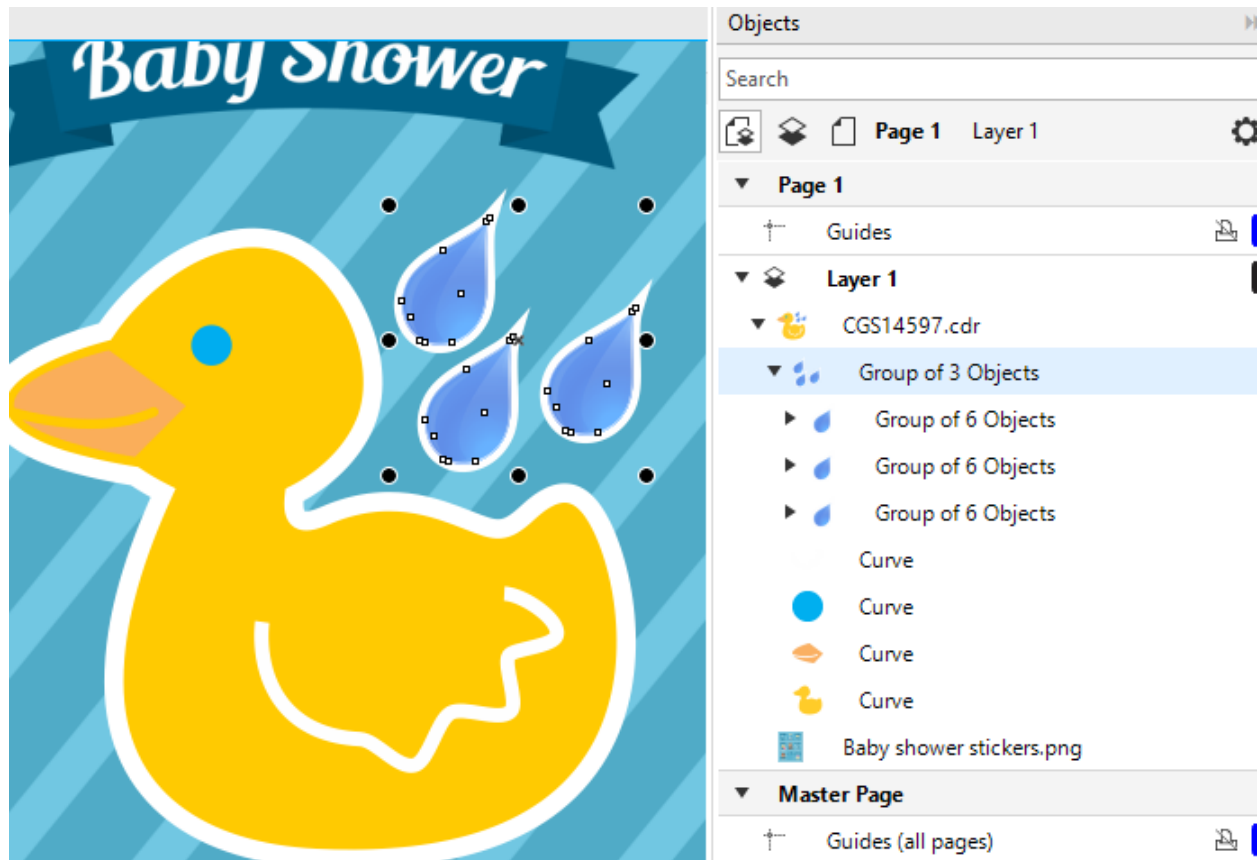 Baby Shower
Objects
Search
Page 1 Layer 1
Page 1
Guides
Layer 1
CGS14597.cdr
Group of 3 Objects
Group of 6 Objects
Group of 6 Objects
Group of 6 Objects
Curve
Curve
Curve
Curve
Baby shower stickers.png
Master Page
Guides (all pages)